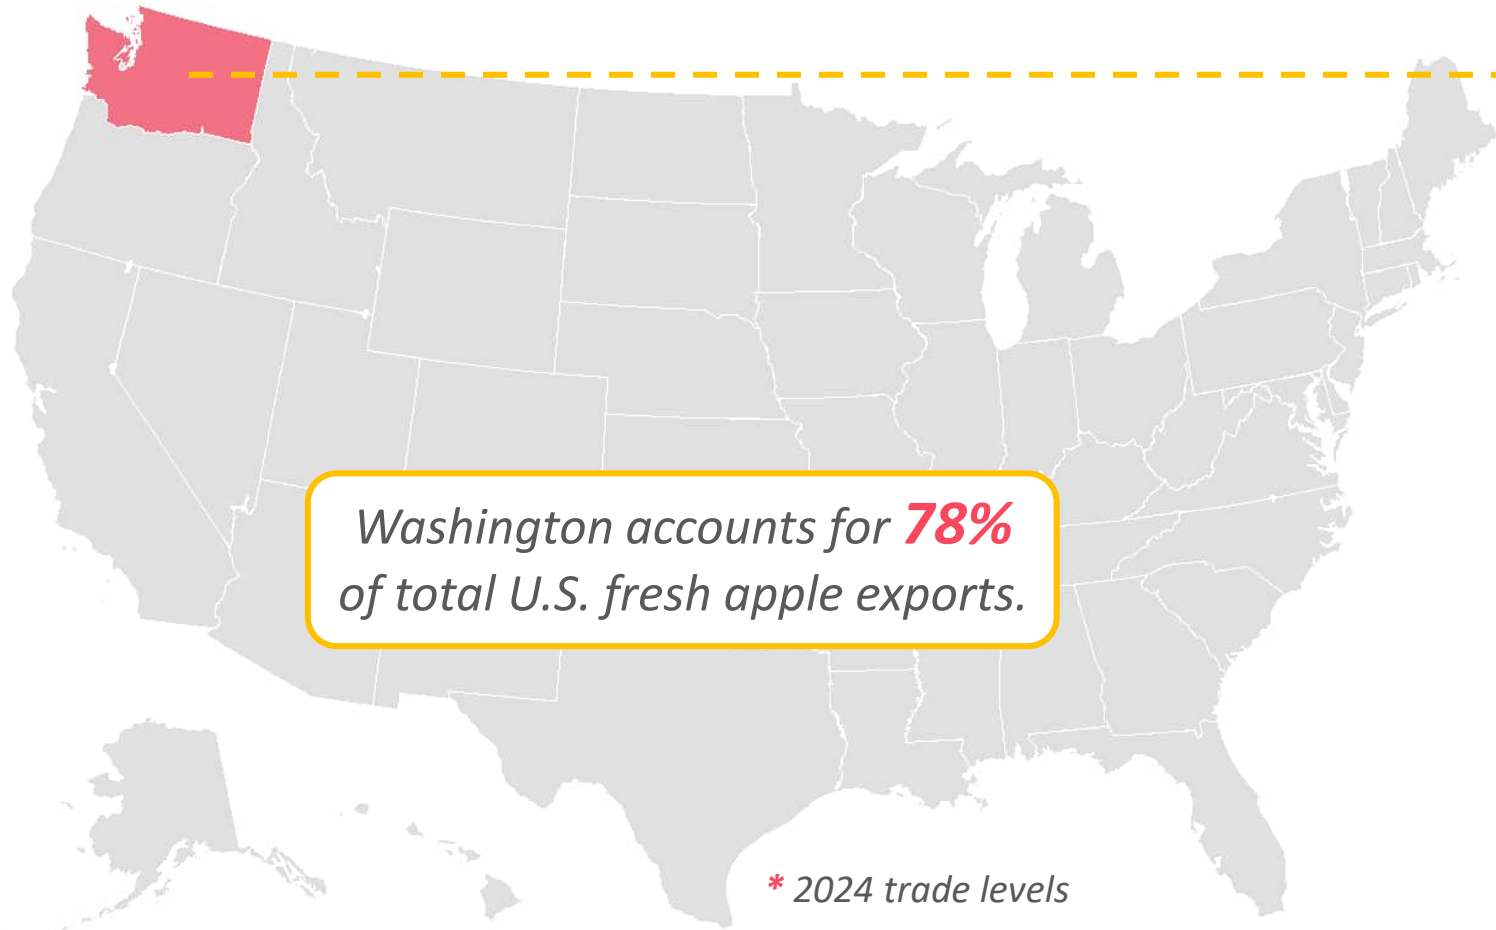 Washington accounts for 78%
of total U.S. fresh apple exports.
* 2024 trade levels